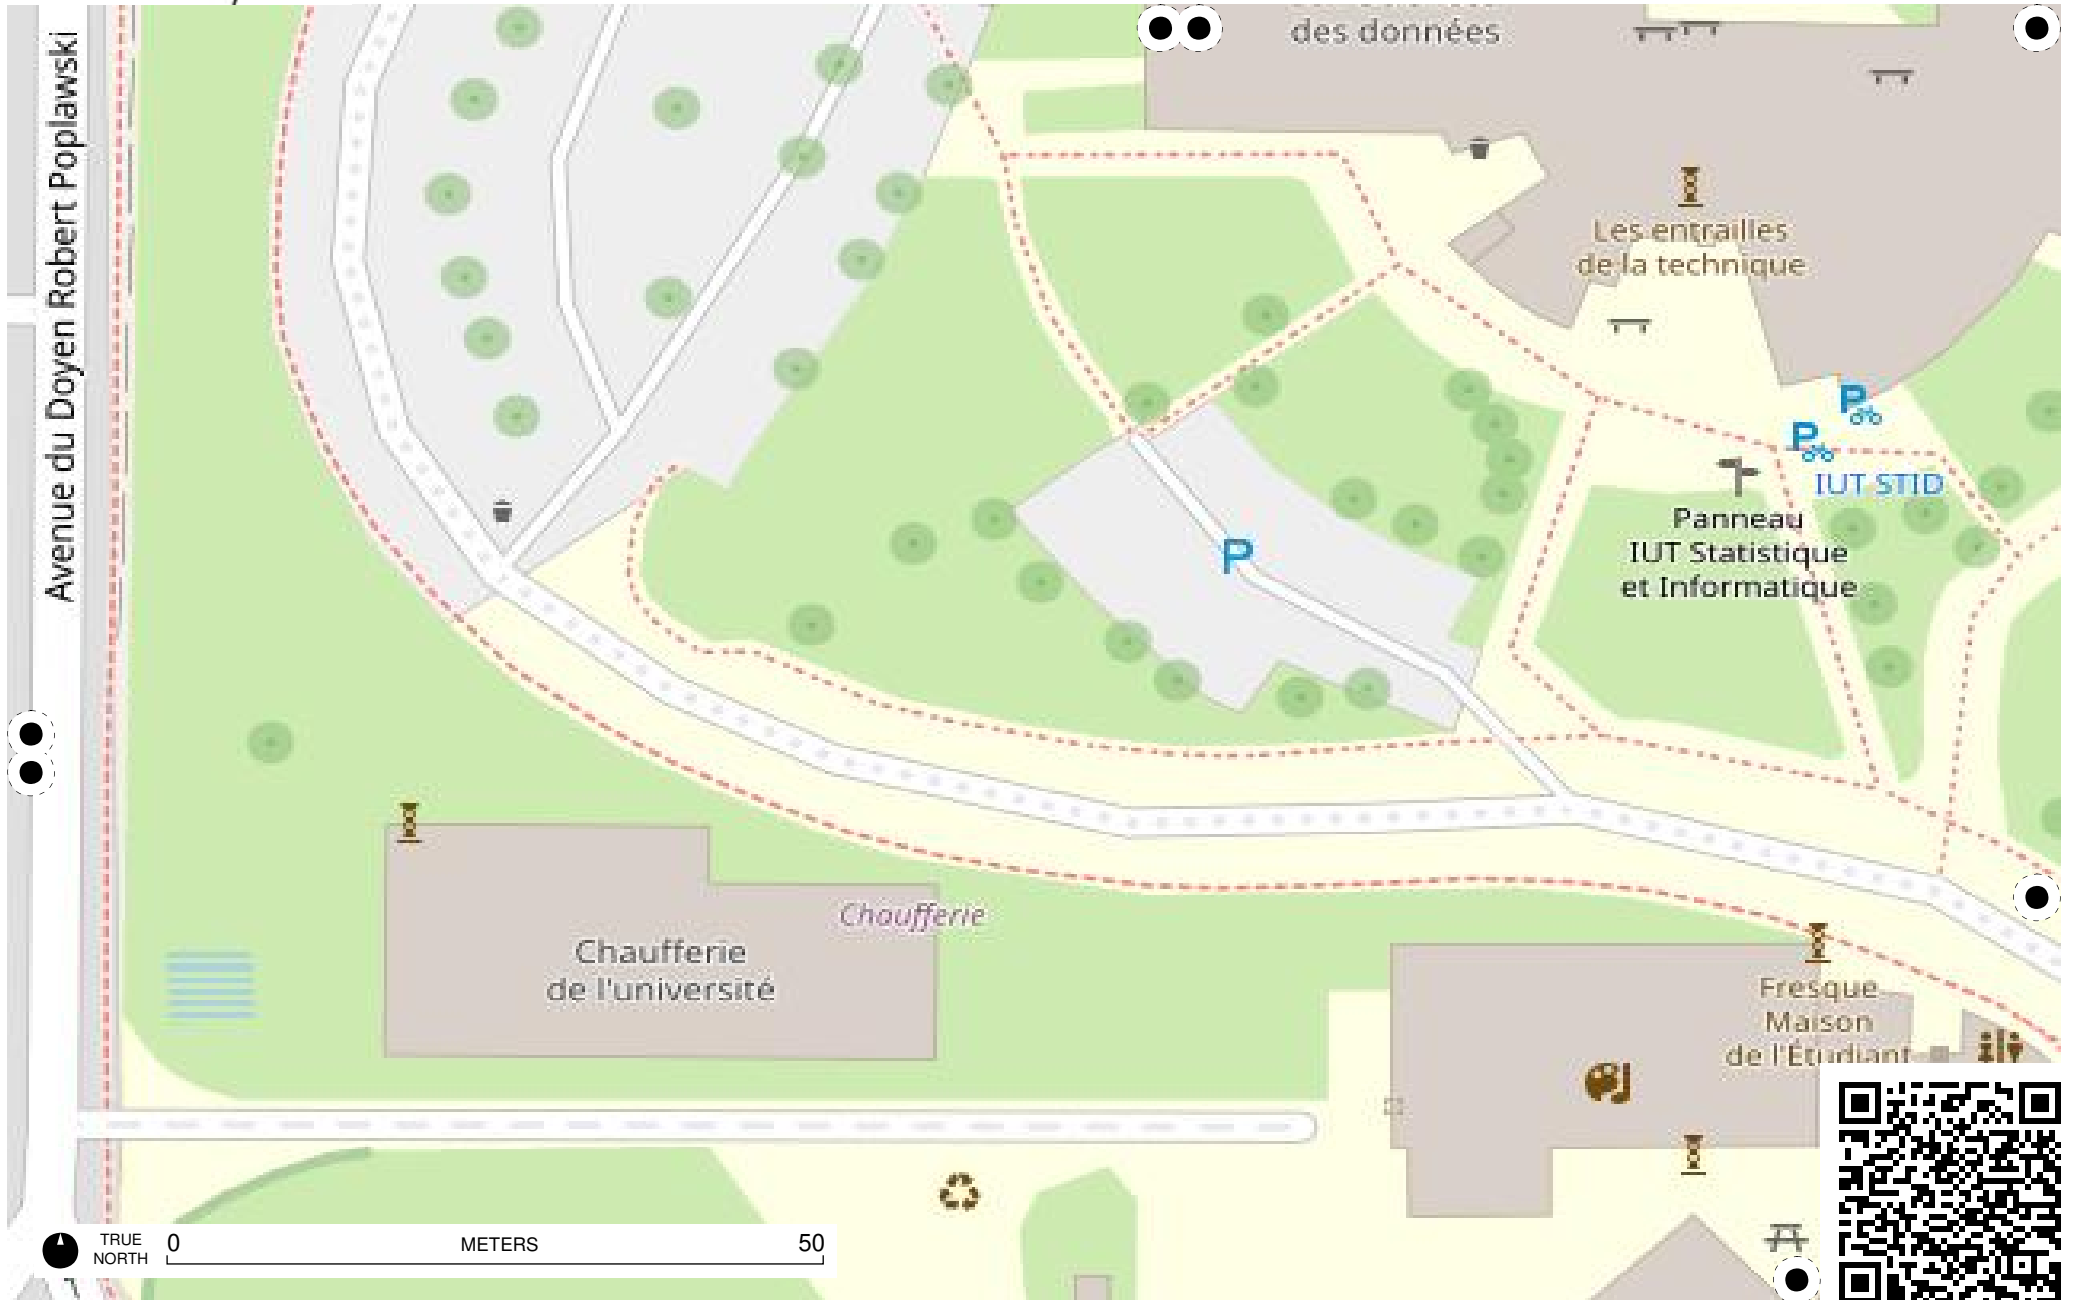 des données
Avenue du Doyen Robert Poplawski
Les entrailles
de la technique
P
P
IUT STID
Panneau
IUT Statistique
et Informatique
P
Chaufferie
Chaufferie
de l'université
Fresque
Maison
de l'Étudiant
TRUE
NORTH
0 METERS 50